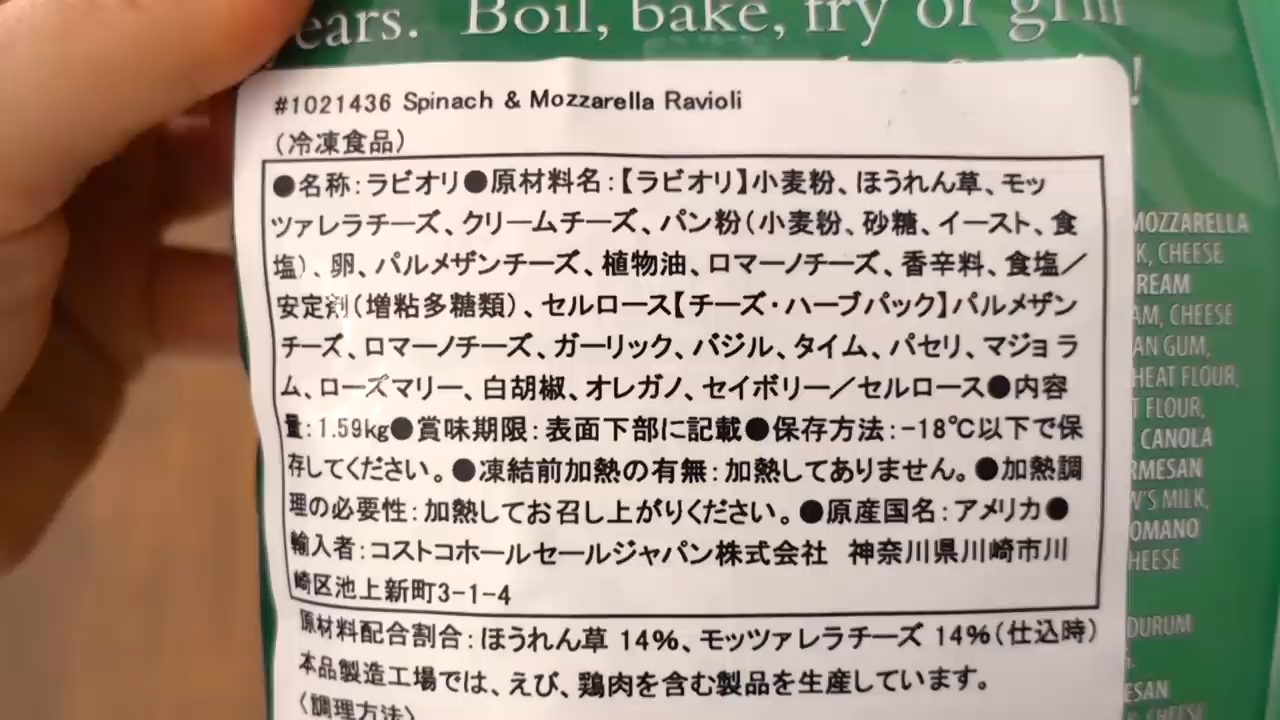 ears. Boil, bake, fry or grill
!
#1021436 Spinach & Mozzarella Ravioli
(冷凍食品)
●名称:ラビオリ●原材料名:【ラビオリ】小麦粉、ほうれん草、モッ
ツァレラチーズ、クリームチーズ、パン粉(小麦粉、砂糖、イースト、食
塩)、卵、パルメザンチーズ、植物油、ロマーノチーズ、香辛料、食塩／
安定剤(増粘多糖類)、セルロース【チーズ・ハーブパック】パルメザン
チーズ、ロマーノチーズ、ガーリック、バジル、タイム、パセリ、マジョラ
ム、ローズマリー、白胡椒、オレガノ、セイボリー／セルロース●内容
量:1.59kg●賞味期限:表面下部に記載●保存方法:-18℃以下で保
存してください。●凍結前加熱の有無:加熱してありません。●加熱調
理の必要性:加熱してお召し上がりください。●原産国名:アメリカ●
輸入者:コストコホールセールジャパン株式会社 神奈川県川崎市川
崎区池上新町3-1-4
原材料配合割合:ほうれん草 14%、モッツァレラチーズ 14%(仕込時)
本品製造工場では、えび、鶏肉を含む製品を生産しています。
〈調理方法〉
MOZZARELLA
K, CHEESE
REAM
AM, CHEESE
AN GUM,
HEAT FLOUR,
T FLOUR,
CANOLA
RMESAN
W'S MILK,
OMANO
HEESE
DURUM
ESAN
CHEESE